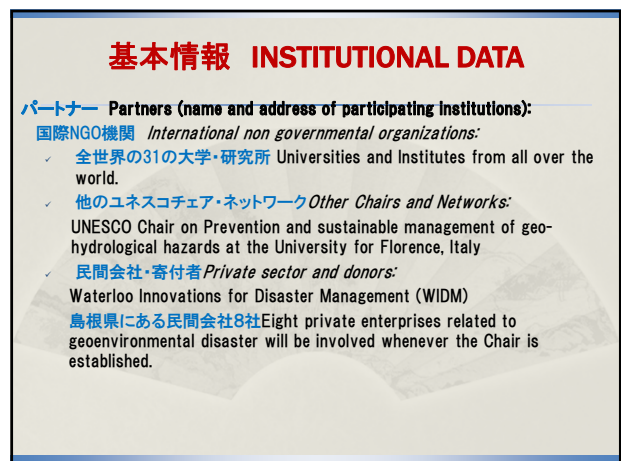 基本情報 INSTITUTIONAL DATA
パートナー Partners (name and address of participating institutions):
国際NGO機関 International non governmental organizations:
✓ 全世界の31の大学・研究所 Universities and Institutes from all over the
world.
✓ 他のユネスコチェア・ネットワークOther Chairs and Networks:
UNESCO Chair on Prevention and sustainable management of geo-
hydrological hazards at the University for Florence, Italy
✓ 民間会社・寄付者Private sector and donors:
Waterloo Innovations for Disaster Management (WIDM)
島根県にある民間会社8社Eight private enterprises related to
geoenvironmental disaster will be involved whenever the Chair is
established.